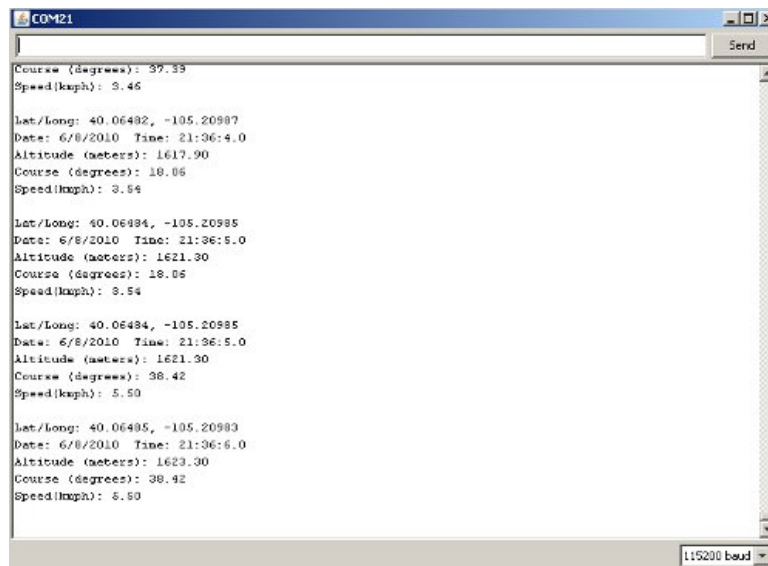 COM21
Send
Course (degrees): 37.39
Speed(kmph): 3.46
Lat/Long: 40.06482, -105.20987
Date: 6/8/2010  Time: 21:36:4.0
Altitude (meters): 1617.90
Course (degrees): 18.06
Speed(kmph): 3.54
Lat/Long: 40.06484, -105.20985
Date: 6/8/2010  Time: 21:36:5.0
Altitude (meters): 1621.30
Course (degrees): 18.06
Speed(kmph): 3.54
Lat/Long: 40.06484, -105.20985
Date: 6/8/2010  Time: 21:36:5.0
Altitude (meters): 1621.30
Course (degrees): 38.42
Speed(kmph): 5.50
Lat/Long: 40.06485, -105.20983
Date: 6/8/2010  Time: 21:36:6.0
Altitude (meters): 1623.30
Course (degrees): 38.42
Speed(kmph): 5.50
115200 baud